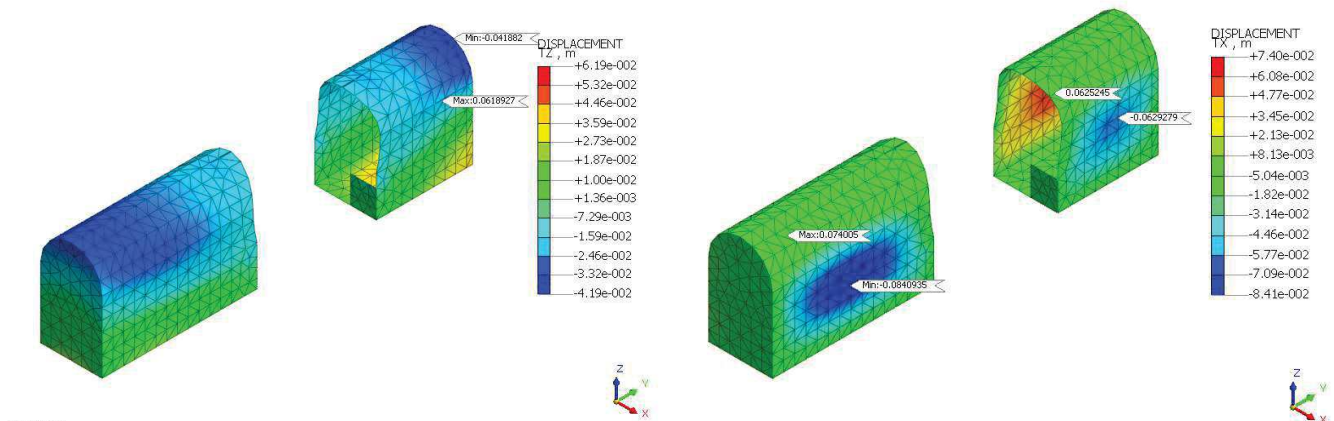 Min:-0.041882
DISPLACEMENT
TZ , m
+6.19e-002
+5.32e-002
Max:0.0618927
+4.46e-002
+3.59e-002
+2.73e-002
+1.87e-002
+1.00e-002
+1.36e-003
-7.29e-003
-1.59e-002
-2.46e-002
-3.32e-002
-4.19e-002
Z
Y
X
DISPLACEMENT
TX , m
+7.40e-002
+6.08e-002
0.0625245
+4.77e-002
-0.0629279
+3.45e-002
+2.13e-002
+8.13e-003
-5.04e-003
-1.82e-002
-3.14e-002
Max:0.074005
-4.46e-002
-5.77e-002
-7.09e-002
Min:-0.0840935
-8.41e-002
Z
Y
X